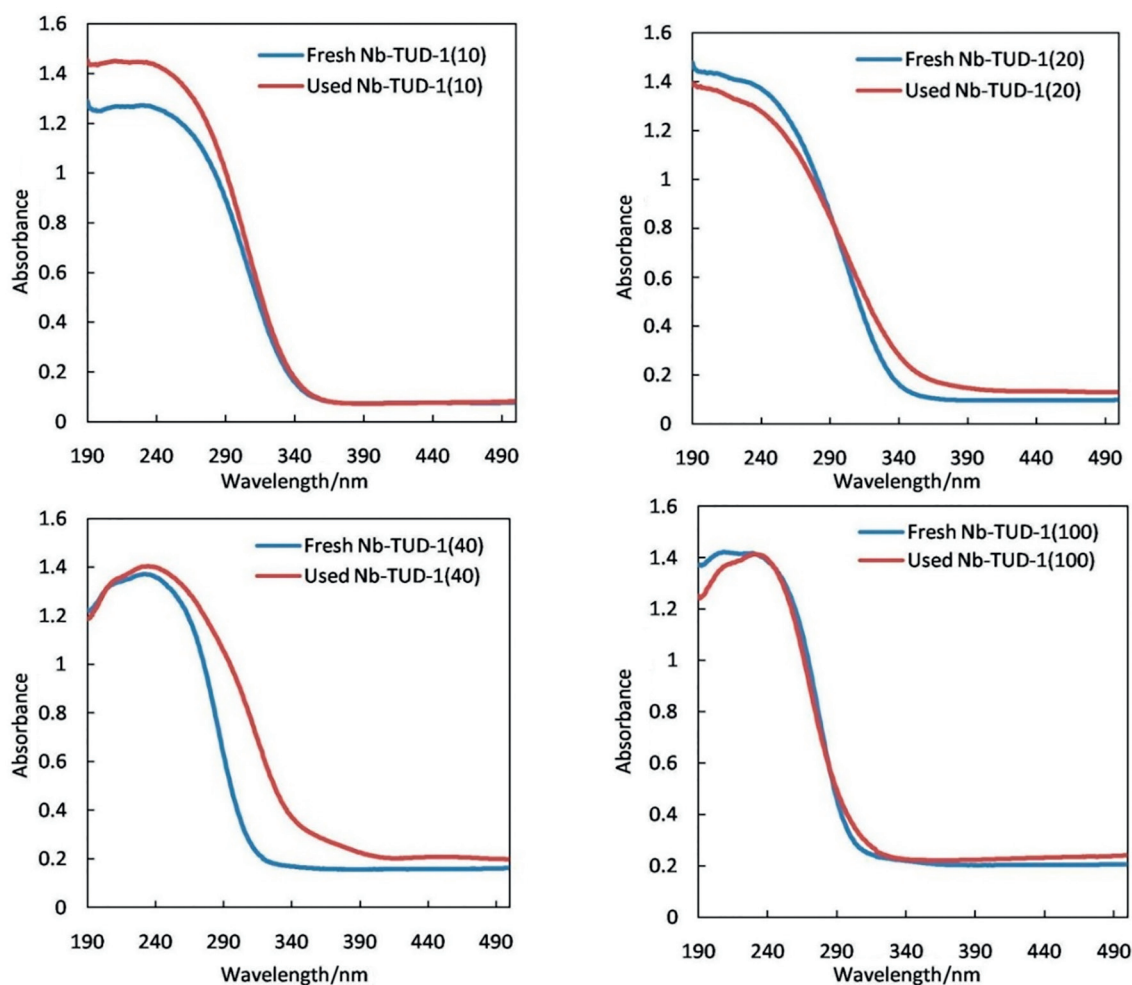 1.6
1.4
1.2
1
0.8
0.6
0.4
0.2
0
Absorbance
Fresh Nb-TUD-1(10)
Used Nb-TUD-1(10)
190 240 290 340 390 440 490
Wavelength/nm
1.6
1.4
1.2
1
0.8
0.6
0.4
0.2
0
Absorbance
Fresh Nb-TUD-1(20)
Used Nb-TUD-1(20)
190 240 290 340 390 440 490
Wavelength/nm
1.6
1.4
1.2
1
0.8
0.6
0.4
0.2
0
Absorbance
Fresh Nb-TUD-1(40)
Used Nb-TUD-1(40)
190 240 290 340 390 440 490
Wavelength/nm
1.6
1.4
1.2
1
0.8
0.6
0.4
0.2
0
Absorbance
Fresh Nb-TUD-1(100)
Used Nb-TUD-1(100)
190 240 290 340 390 440 490
Wavelength/nm